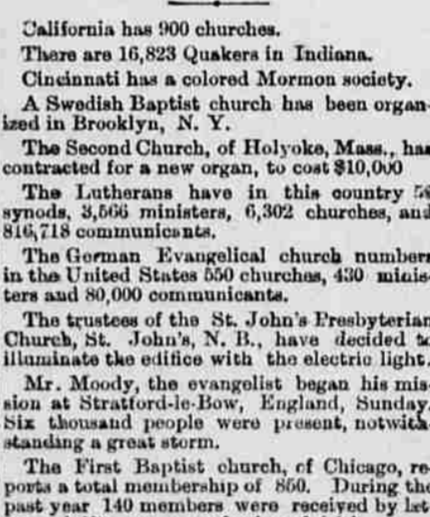 California has 900 churches.
There are 16,823 Quakers in Indiana.
Cincinnati has a colored Mormon society.
A Swedish Baptist church has been organ-
ized in Brooklyn, N. Y.
The Second Church, of Holyoke, Mass., has
contracted for a new organ, to cost $10,000
The Lutherans have in this country
synods, 3,566 ministers, 6,302 churches, and
816,718 communicants.
The German Evangelical church number
in the United States 550 churches, 430 minis-
ters and 80,000 communicants.
The trustees of the St. John's Presbyterian
Church, St. John's, N. B., have decided to
illuminate the edifice with the electric light.
Mr. Moody, the evangelist began his mis-
sion at Stratford-le-Bow, England, Sunday.
Six thousand people were present, notwith-
standing a great storm.
The First Baptist church, of Chicago, re-
ports a total membership of 850. During the
past year 140 members were received by let-